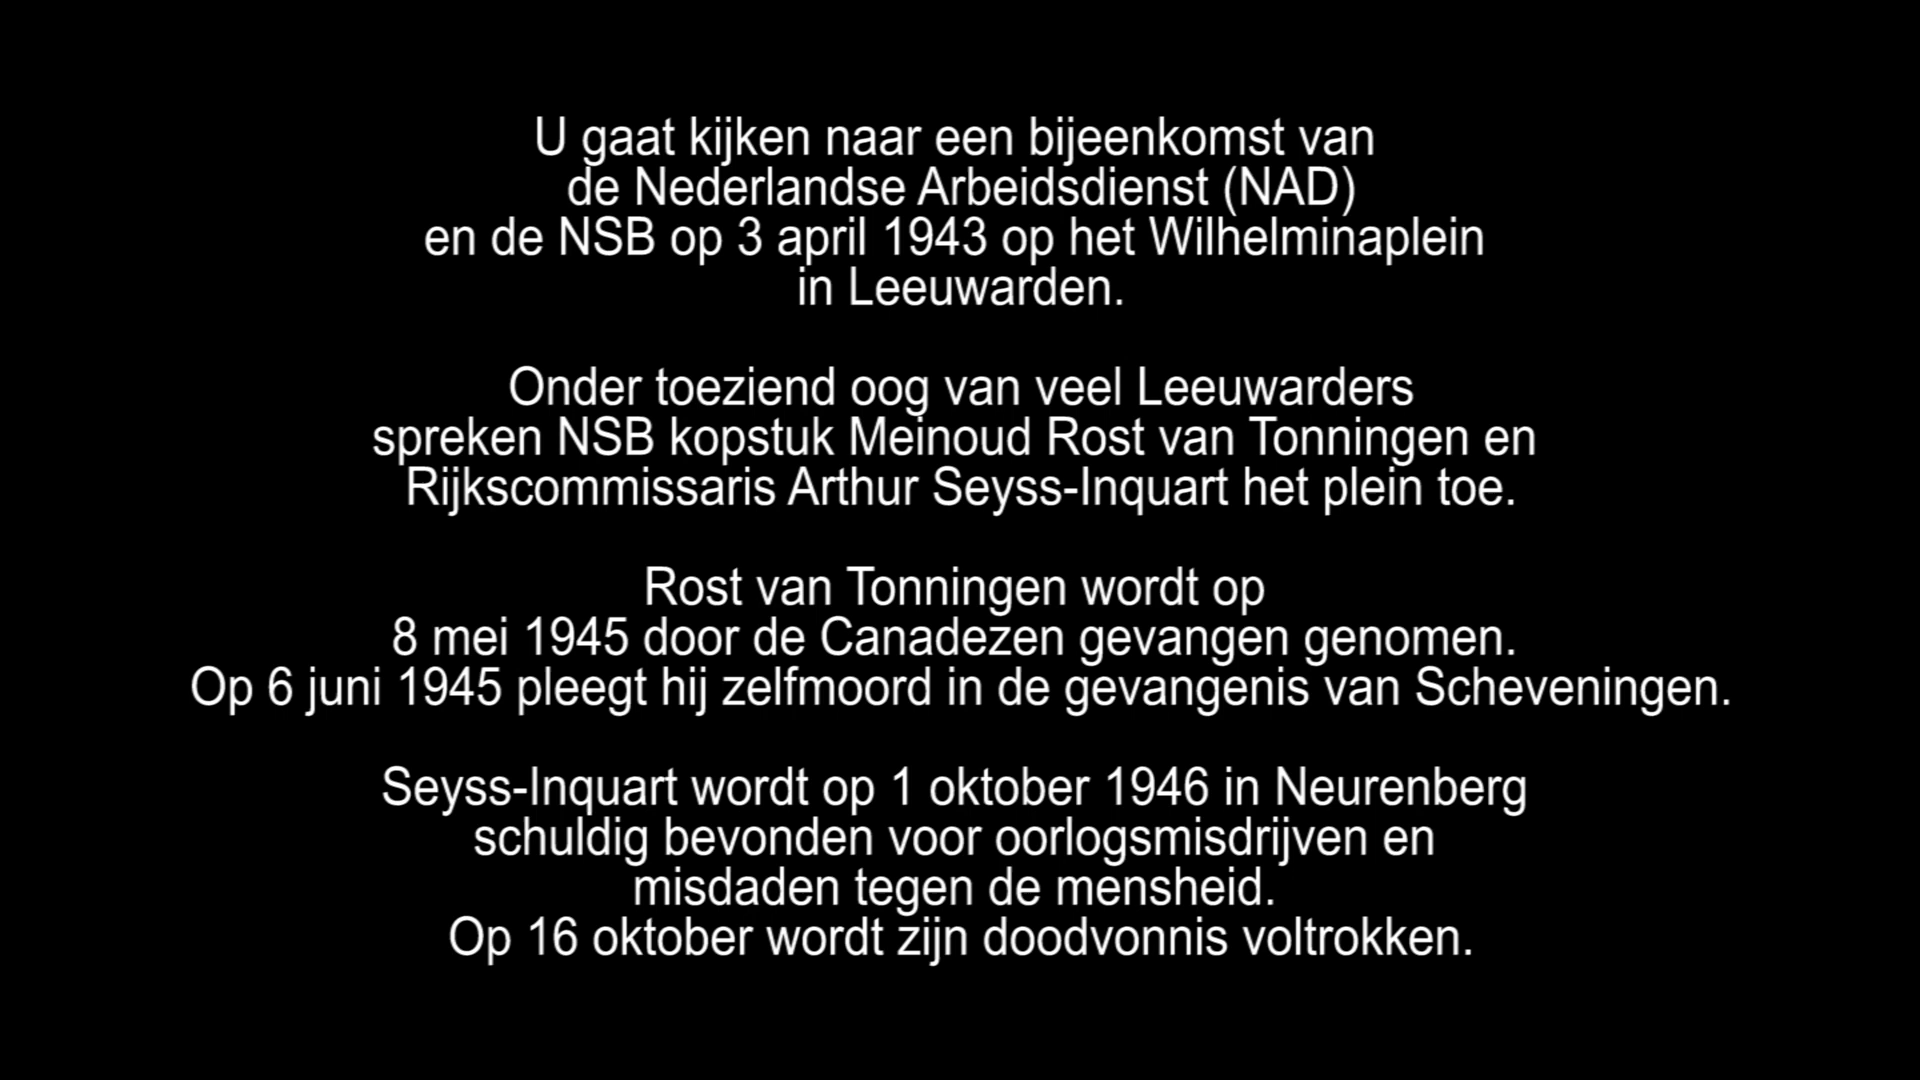 U gaat kijken naar een bijeenkomst van
de Nederlandse Arbeidsdienst (NAD)
en de NSB op 3 april 1943 op het Wilhelminaplein
in Leeuwarden.
Onder toeziend oog van veel Leeuwarders
spreken NSB kopstuk Meinoud Rost van Tonningen en
Rijkscommissaris Arthur Seyss-Inquart het plein toe.
Rost van Tonningen wordt op
8 mei 1945 door de Canadezen gevangen genomen.
Op 6 juni 1945 pleegt hij zelfmoord in de gevangenis van Scheveningen.
Seyss-Inquart wordt op 1 oktober 1946 in Neurenberg
schuldig bevonden voor oorlogsmisdrijven en
misdaden tegen de mensheid.
Op 16 oktober wordt zijn doodvonnis voltrokken.